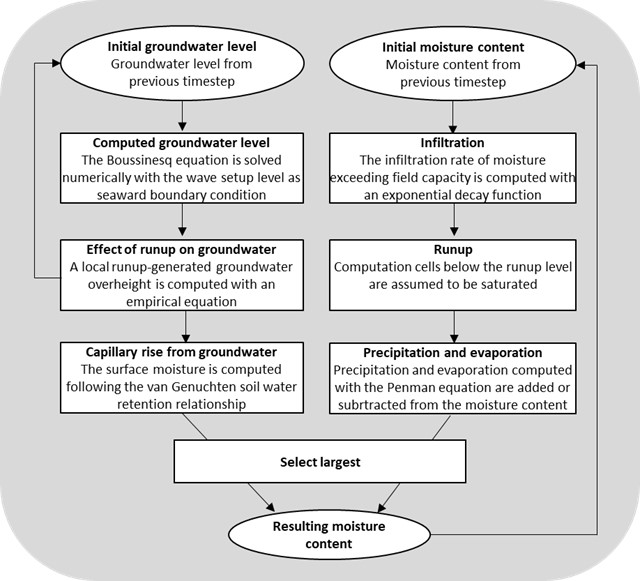 Initial groundwater level
Groundwater level from
previous timestep
Initial moisture content
Moisture content from
previous timestep
Computed groundwater level
The Boussinesq equation is solved
numerically with the wave setup level as
seaward boundary condition
Infiltration
The infiltration rate of moisture
exceeding field capacity is computed with
an exponential decay function
Effect of runup on groundwater
A local runup-generated groundwater
overheight is computed with an
empirical equation
Runup
Computation cells below the runup level
are assumed to be saturated
Capillary rise from groundwater
The surface moisture is computed
following the van Genuchten soil water
retention relationship
Precipitation and evaporation
Precipitation and evaporation computed
with the Penman equation are added or
subrtracted from the moisture content
Select largest
Resulting moisture
content